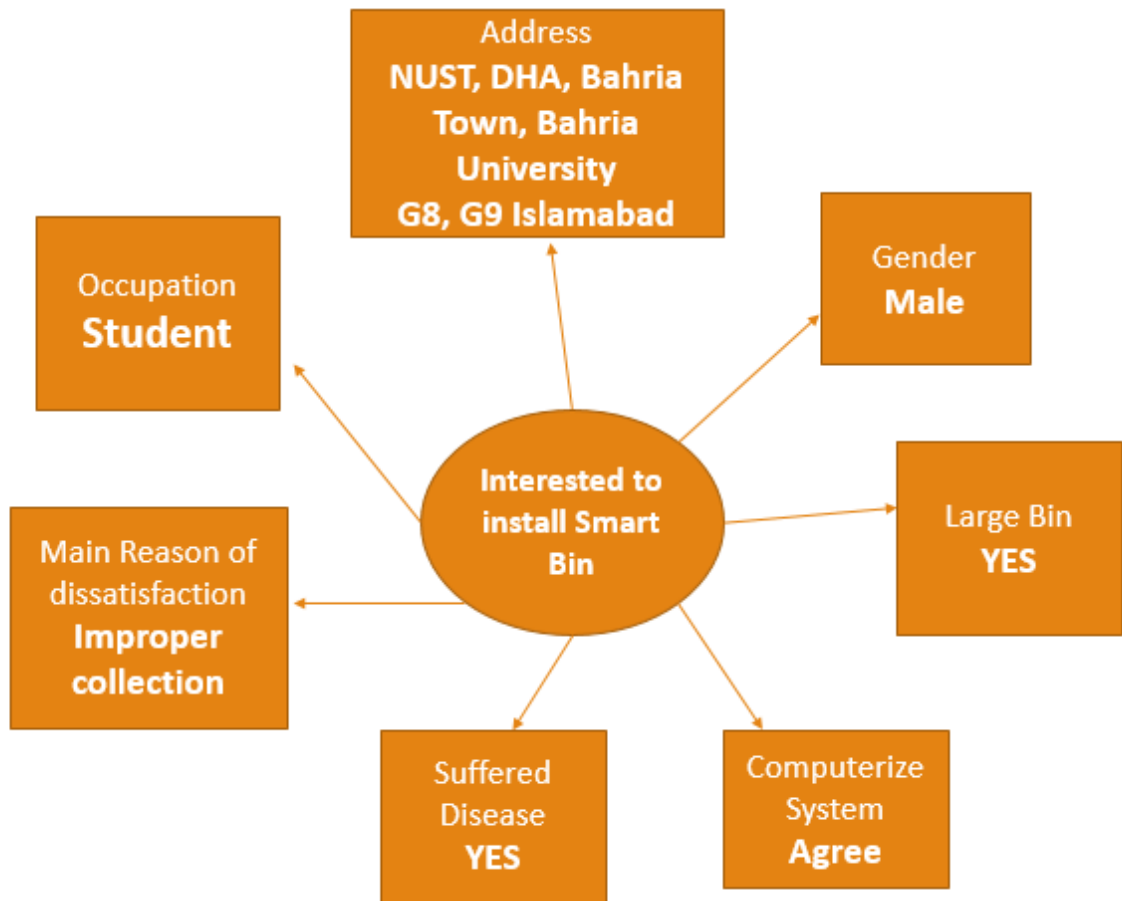 Address
NUST, DHA, Bahria
Town, Bahria
University
G8, G9 Islamabad
Gender
Male
Occupation
Student
Interested to
install Smart
Bin
Large Bin
YES
Main Reason of
dissatisfaction
Improper
collection
Suffered
Disease
YES
Computerize
System
Agree